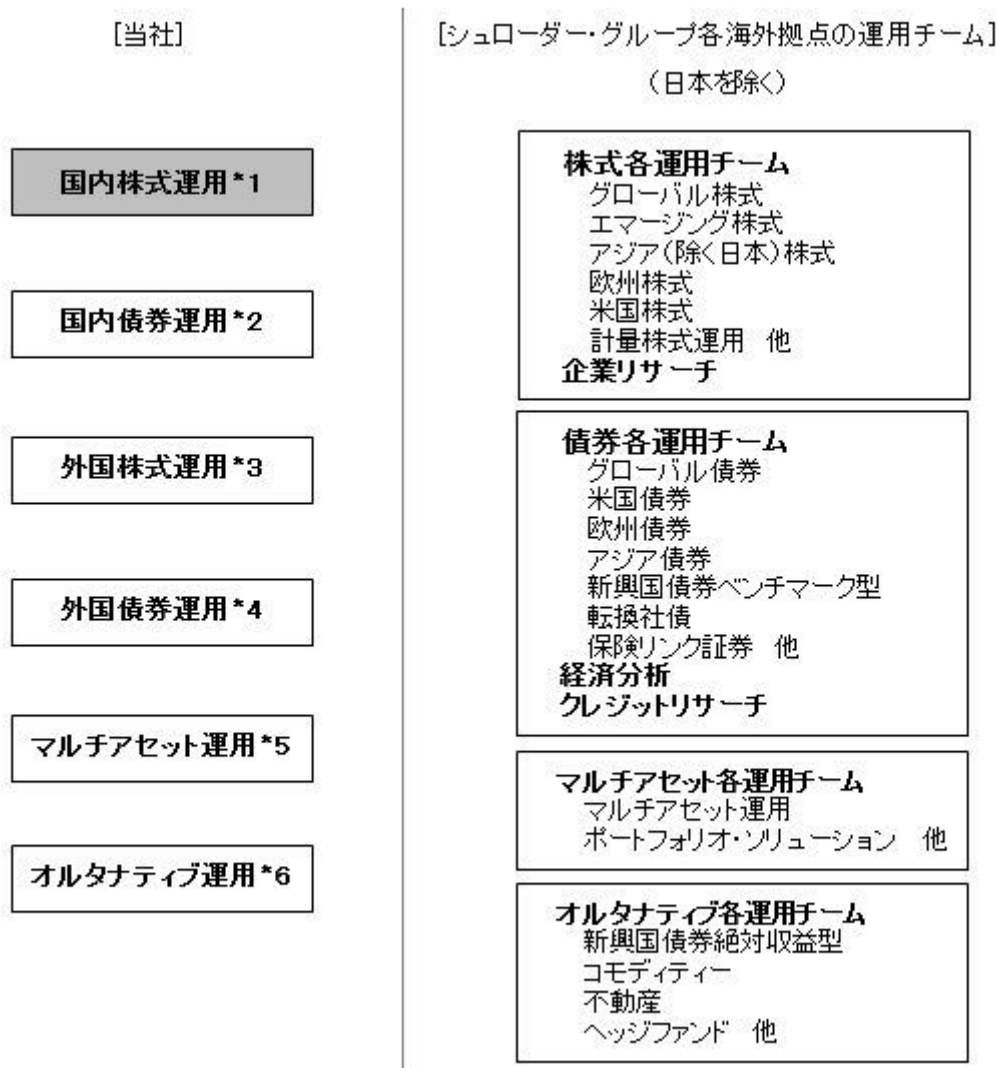 [当社]
国内株式運用*1
国内債券運用*2
外国株式運用*3
外国債券運用*4
マルチアセット運用*5
オルタナティブ運用*6
[シュローダー・グループ各海外拠点の運用チーム]
(日本を除く)
株式各運用チーム
グローバル株式
エマージング株式
アジア(除く日本)株式
欧州株式
米国株式
計量株式運用 他
企業リサーチ
債券各運用チーム
グローバル債券
米国債券
欧州債券
アジア債券
新興国債券ベンチマーク型
転換社債
保険リンク証券 他
経済分析
クレジットリサーチ
マルチアセット各運用チーム
マルチアセット運用
ポートフォリオ・ソリューション 他
オルタナティブ各運用チーム
新興国債券絶対収益型
コモディティー
不動産
ヘッジファンド 他